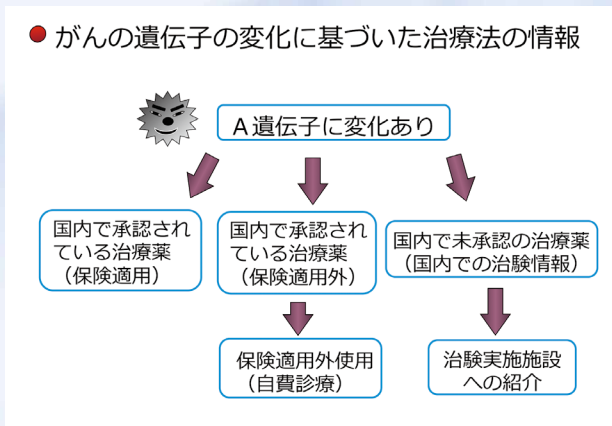 がんの遺伝子の変化に基づいた治療法の情報
A遺伝子に変化あり
国内で承認され
ている治療薬
（保険適用）
国内で承認され
ている治療薬
（保険適用外）
国内で未承認の治療薬
（国内での治験情報）
保険適用外使用
（自費診療）
治験実施施設
への紹介